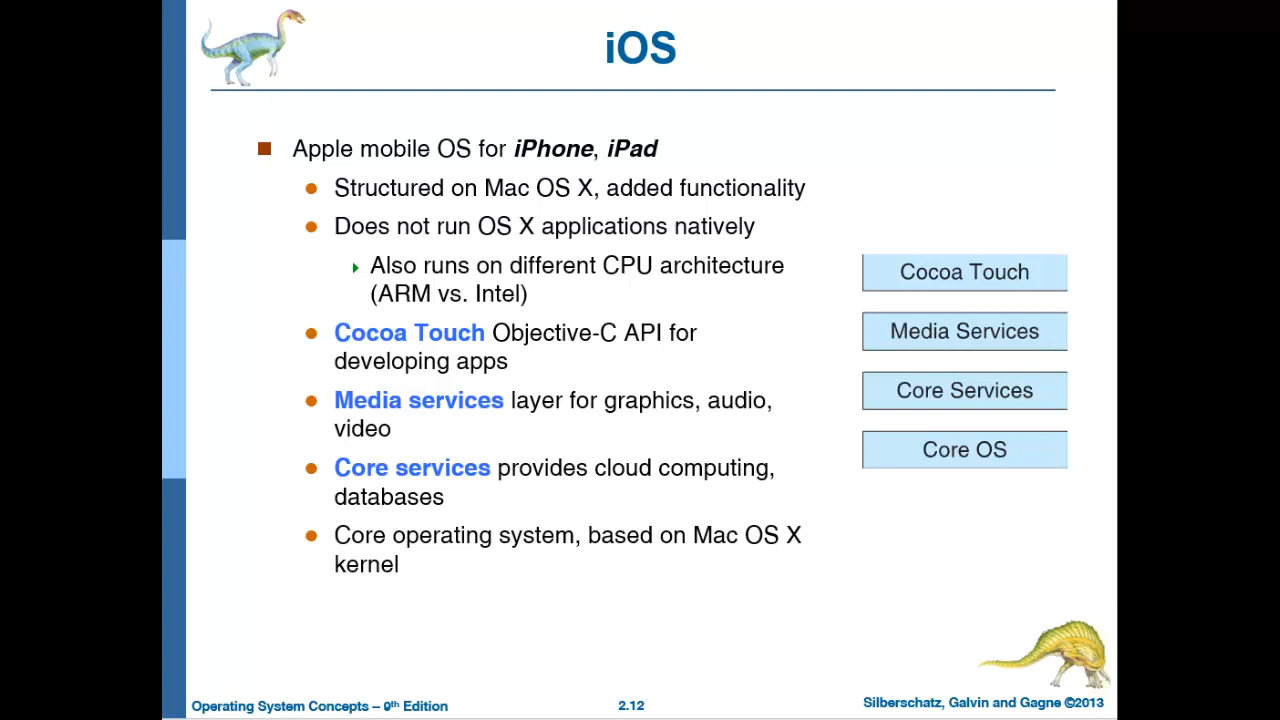 iOS
Apple mobile OS for iPhone, iPad
Structured on Mac OS X, added functionality
Does not run OS X applications natively
Also runs on different CPU architecture
(ARM vs. Intel)
Cocoa Touch Objective-C API for
developing apps
Media services layer for graphics, audio,
video
Core services provides cloud computing,
databases
Core operating system, based on Mac OS X
kernel
Cocoa Touch
Media Services
Core Services
Core OS
Operating System Concepts – 9th Edition
2.12
Silberschatz, Galvin and Gagne ©2013